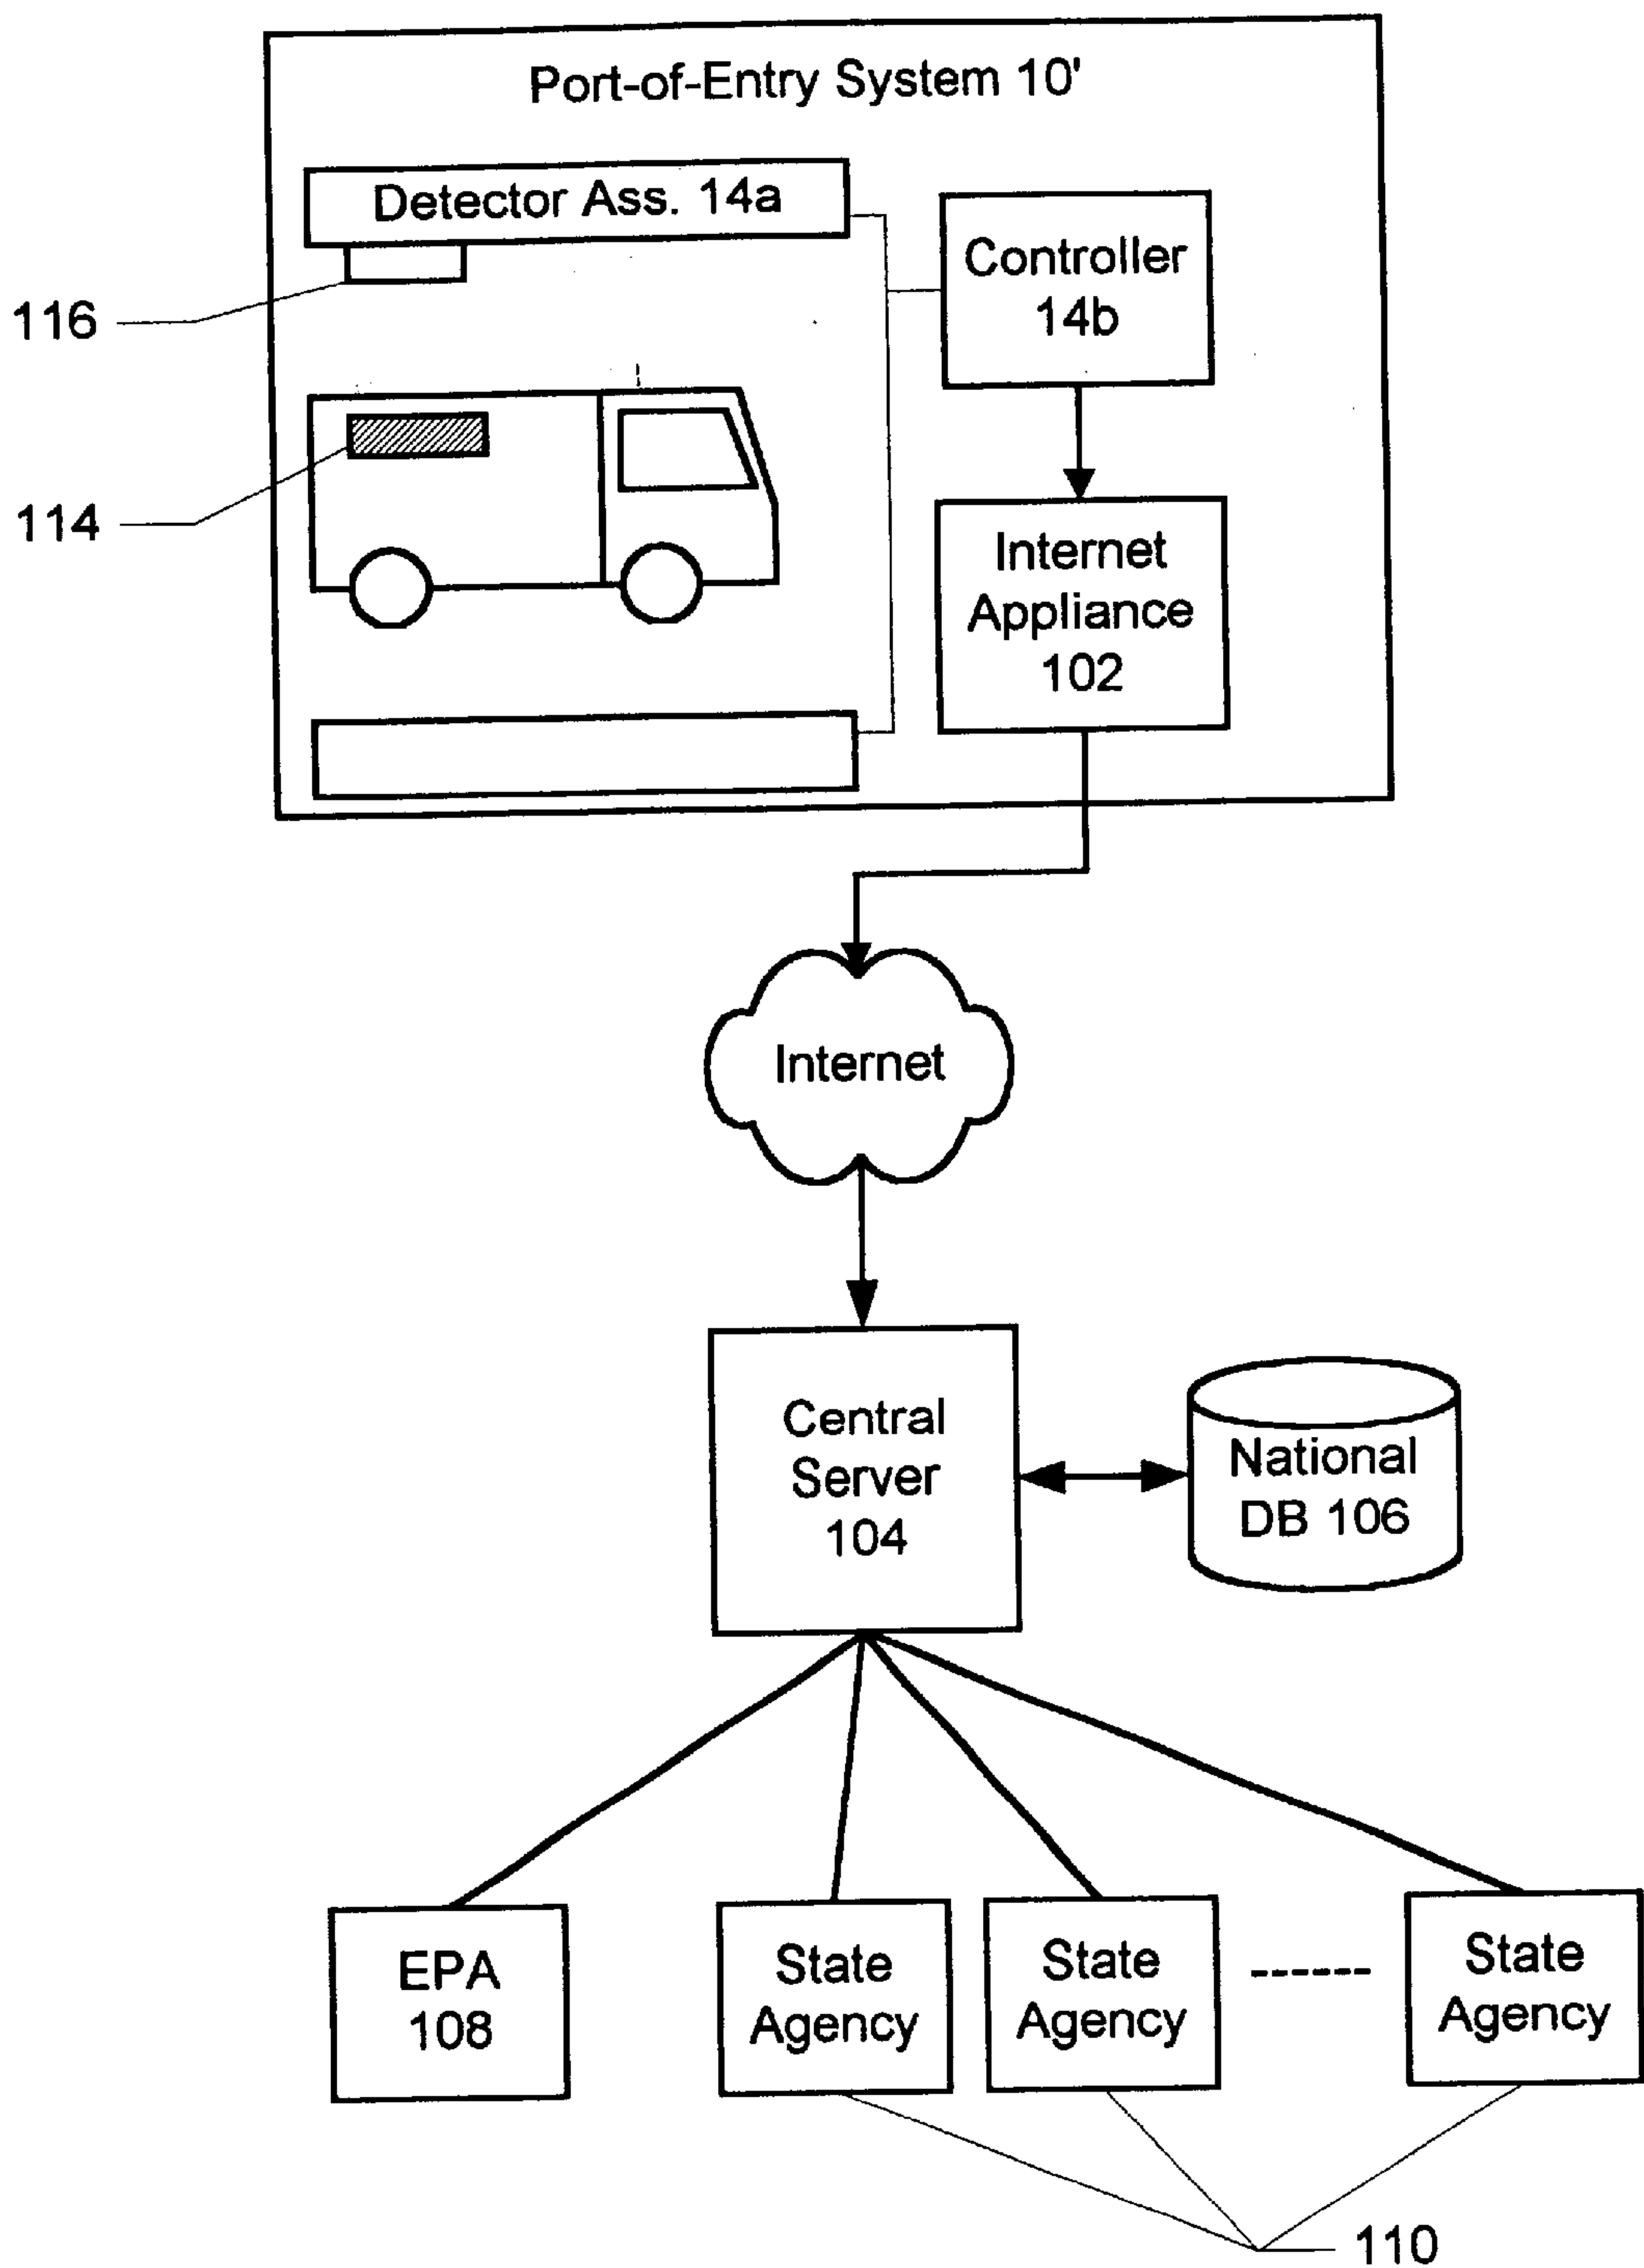 Port-of-Entry System 10'
Detector Ass. 14a
Controller
14b
116
114
Internet
Appliance
102
Internet
Central
Server
104
National
DB 106
EPA
108
State
Agency
State
Agency
State
Agency
110